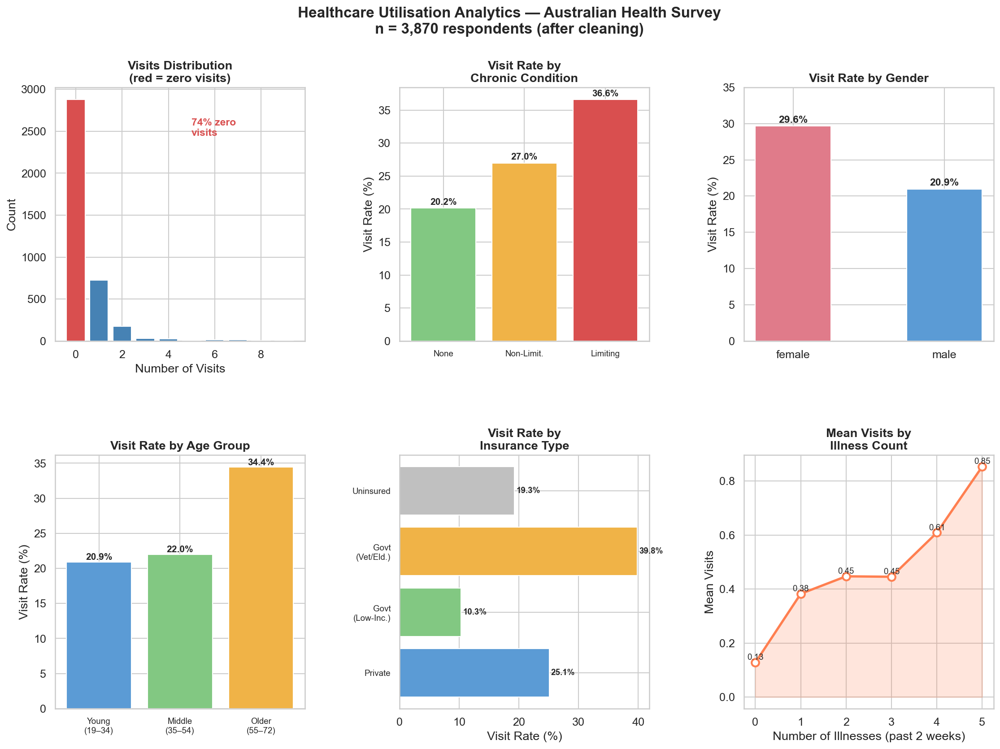 Healthcare Utilisation Analytics — Australian Health Survey
n = 3,870 respondents (after cleaning)
Visits Distribution
(red = zero visits)
3000
2500
2000
1500
1000
500
0
Count
74% zero
visits
0 2 4 6 8
Number of Visits
Visit Rate by
Chronic Condition
35
30
25
20
15
10
5
0
Visit Rate (%)
20.2%
27.0%
36.6%
None Non-Limit. Limiting
Visit Rate by Gender
35
30
25
20
15
10
5
0
Visit Rate (%)
29.6%
20.9%
female male
Visit Rate by Age Group
35
30
25
20
15
10
5
0
Visit Rate (%)
20.9%
22.0%
34.4%
Young Middle Older
(19–34) (35–54) (55–72)
Visit Rate by
Insurance Type
Uninsured
19.3%
Govt
(Vet/Eld.)
39.8%
Govt
(Low-Inc.)
10.3%
Private
25.1%
0 10 20 30 40
Visit Rate (%)
Mean Visits by
Illness Count
0.8
0.6
0.4
0.2
0.0
Mean Visits
0.13
0.38
0.45
0.45
0.61
0.85
0 1 2 3 4 5
Number of Illnesses (past 2 weeks)